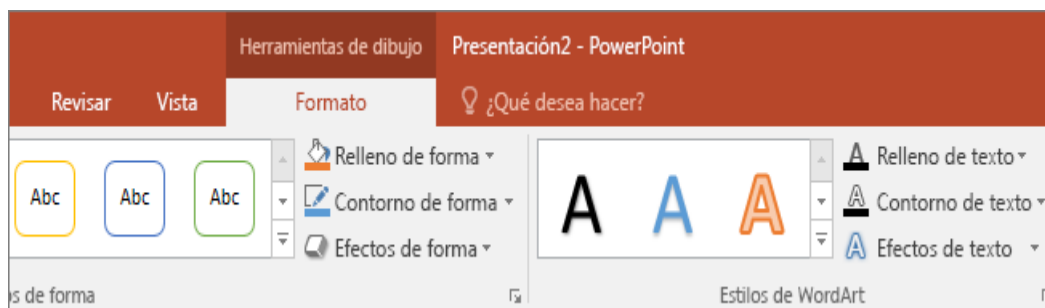 Herramientas de dibujo Presentación2 - PowerPoint
Revisar Vista Formato ¿Qué desea hacer?
Abc Abc Abc
Relleno de forma
Contorno de forma
Efectos de forma
A A A
Relleno de texto
Contorno de texto
Efectos de texto
s de forma
Estilos de WordArt